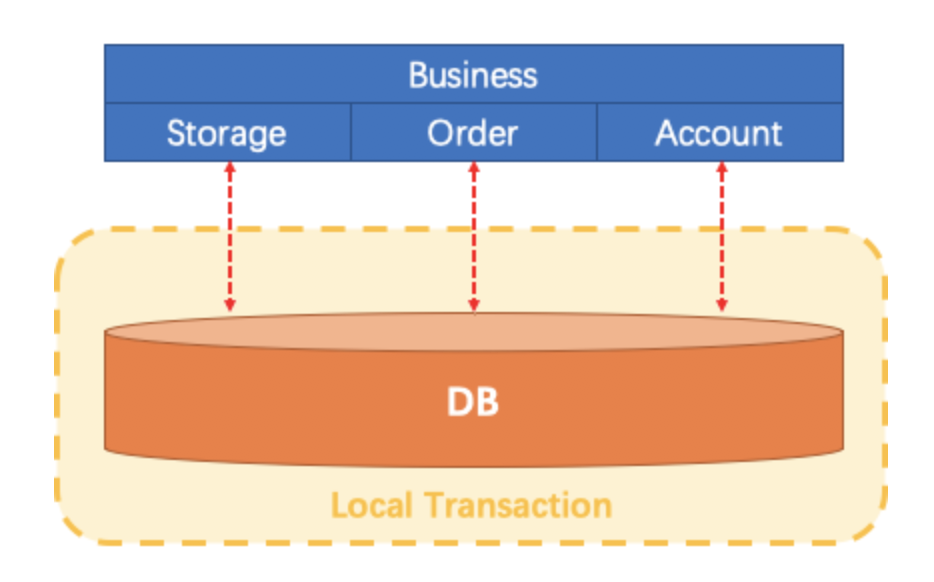 Business
Storage Order Account
DB
Local Transaction